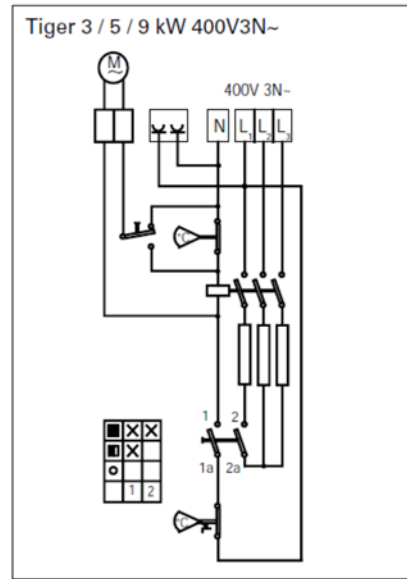 Tiger 3 / 5 / 9 kW 400V3N~
M
~
400V 3N~
N L1 L2 L3
°C
1 2
1a 2a
1 2
°C